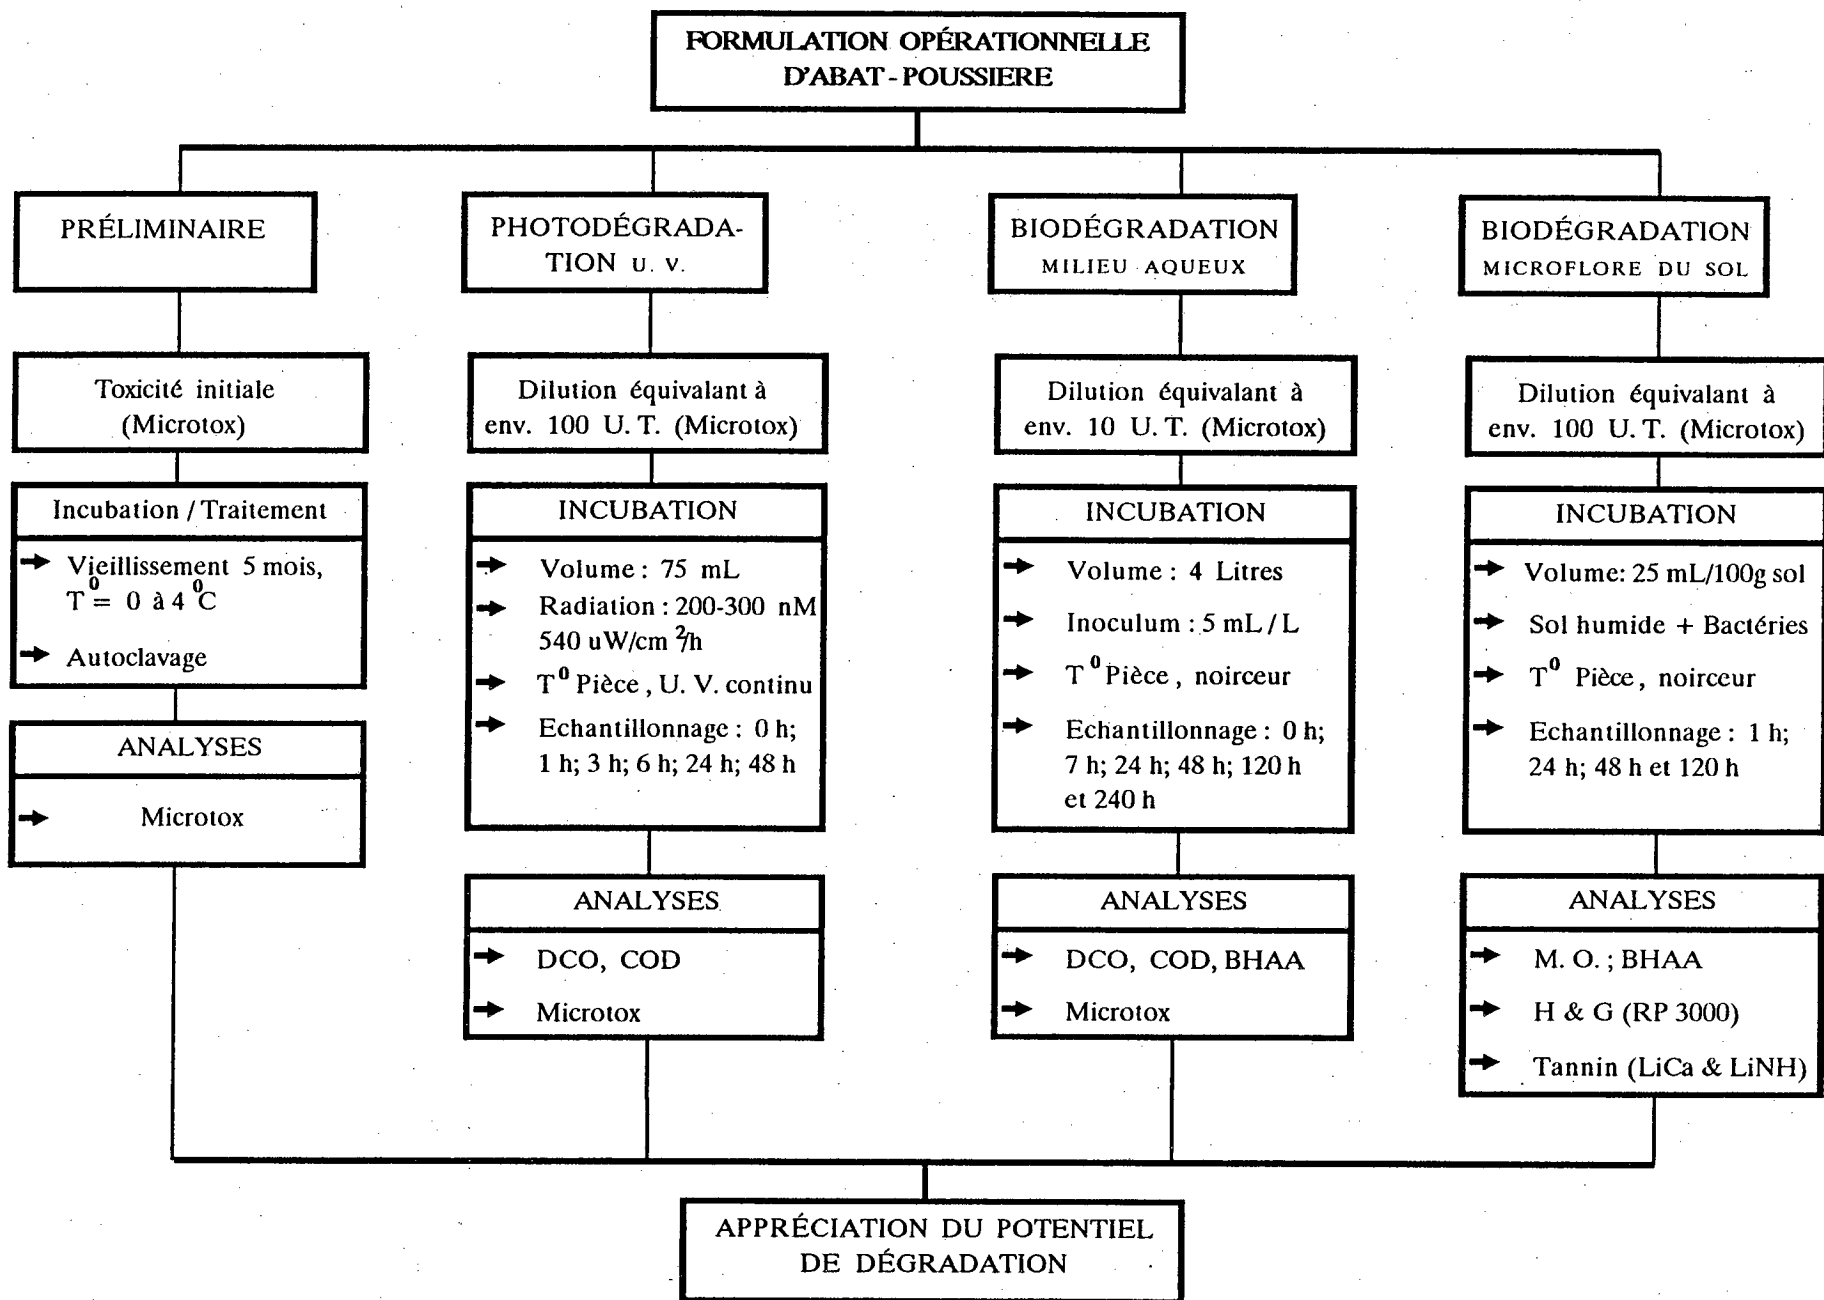 FORMULATION OPÉRATIONNELLE
D'ABAT-POUSSIERE
PRÉLIMINAIRE
Toxicité initiale
(Microtox)
Incubation / Traitement
Vieillissement 5 mois,
T⁰ = 0 à 4 ⁰C
Autoclavage
ANALYSES
Microtox
PHOTODÉGRADA-
TION U. V.
Dilution équivalant à
env. 100 U. T. (Microtox)
INCUBATION
Volume : 75 mL
Radiation : 200-300 nM
540 uW/cm²/h
T⁰ Pièce , U. V. continu
Echantillonnage : 0 h;
1 h; 3 h; 6 h; 24 h; 48 h
ANALYSES
DCO, COD
Microtox
BIODÉGRADATION
MILIEU AQUEUX
Dilution équivalant à
env. 10 U. T. (Microtox)
INCUBATION
Volume : 4 Litres
Inoculum : 5 mL / L
T⁰ Pièce , noirceur
Echantillonnage : 0 h;
7 h; 24 h; 48 h; 120 h
et 240 h
ANALYSES
DCO, COD, BHAA
Microtox
BIODÉGRADATION
MICROFLORE DU SOL
Dilution équivalant à
env. 100 U. T. (Microtox)
INCUBATION
Volume: 25 mL/100g sol
Sol humide + Bactéries
T⁰ Pièce , noirceur
Echantillonnage : 1 h;
24 h; 48 h et 120 h
ANALYSES
M. O. ; BHAA
H & G (RP 3000)
Tannin (LiCa & LiNH)
APPRÉCIATION DU POTENTIEL
DE DÉGRADATION